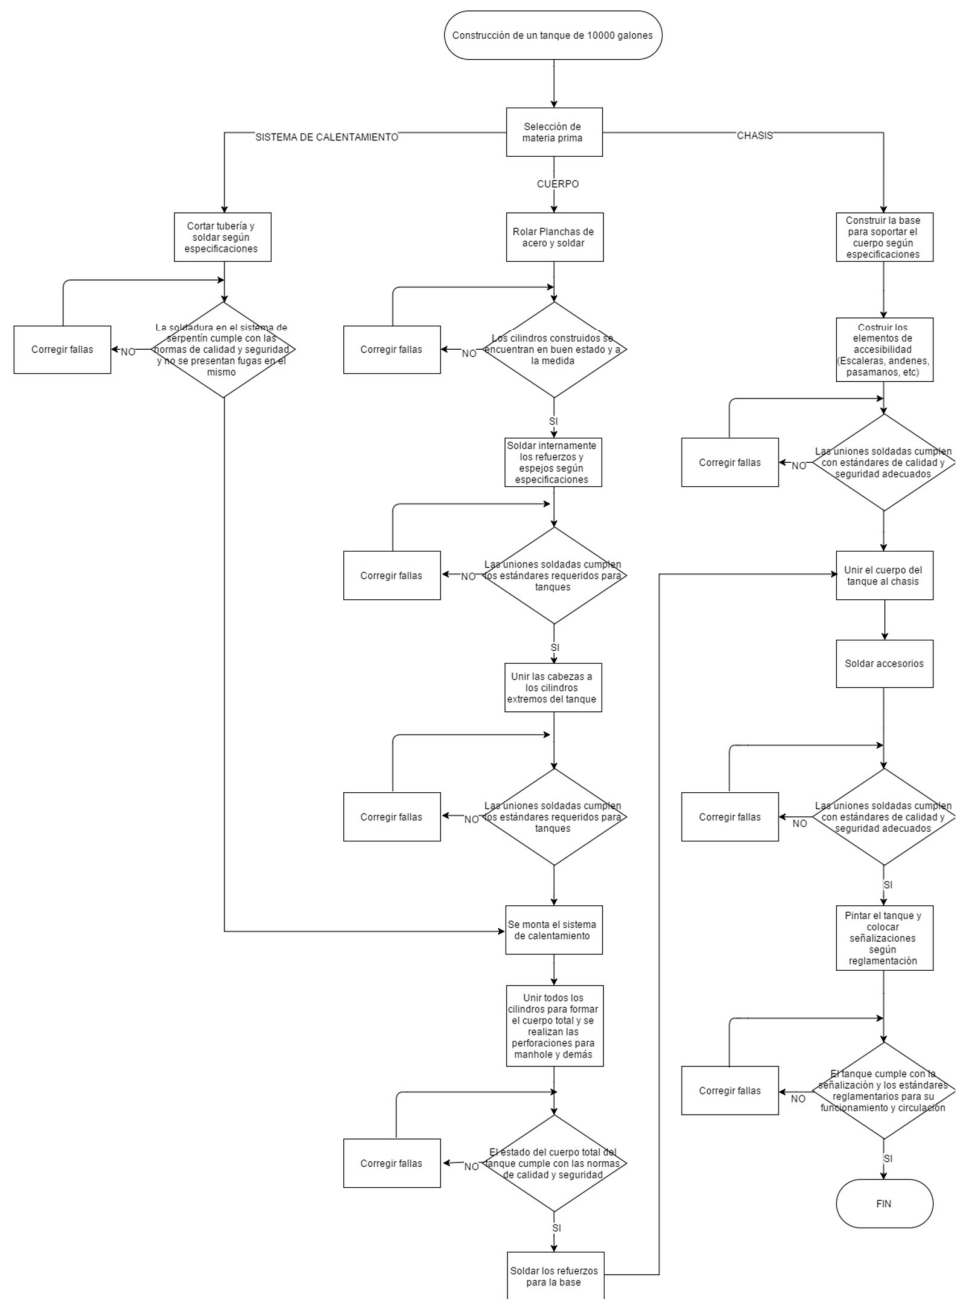 Construcción de un tanque de 10000 galones
Selección de
materia prima
SISTEMA DE CALENTAMIENTO
CHASIS
CUERPO
Cortar tubería y
soldar según
especificaciones
La soldadura en el sistema de
serpentín cumple con las
normas de calidad y seguridad
y no se presentan fugas en el
mismo
NO
Corregir fallas
Rolar Planchas de
acero y soldar
Los cilindros construidos se
encuentran en buen estado y a
la medida
NO
Corregir fallas
SI
Soldar internamente
los refuerzos y
espejos según
especificaciones
Las uniones soldadas cumplen
los estándares requeridos para
tanques
NO
Corregir fallas
SI
Unir las cabezas a
los cilindros
extremos del tanque
Las uniones soldadas cumplen
los estándares requeridos para
tanques
NO
Corregir fallas
Se monta el sistema
de calentamiento
Unir todos los
cilindros para formar
el cuerpo total y se
realizan las
perforaciones para
manhole y demás
El estado del cuerpo total del
tanque cumple con las normas
de calidad y seguridad
NO
Corregir fallas
SI
Soldar los refuerzos
para la base
Construir la base
para soportar el
cuerpo según
especificaciones
Costruir los
elementos de
accesibilidad
(Escaleras, andenes,
pasamanos, etc)
Las uniones soldadas cumplen
con estándares de calidad y
seguridad adecuados
NO
Corregir fallas
Unir el cuerpo del
tanque al chasis
Soldar accesorios
Las uniones soldadas cumplen
con estándares de calidad y
seguridad adecuados
NO
Corregir fallas
SI
Pintar el tanque y
colocar
señalizaciones
según
reglamentación
El tanque cumple con la
señalización y los estándares
reglamentarios para su
funcionamiento y circulación
NO
Corregir fallas
SI
FIN